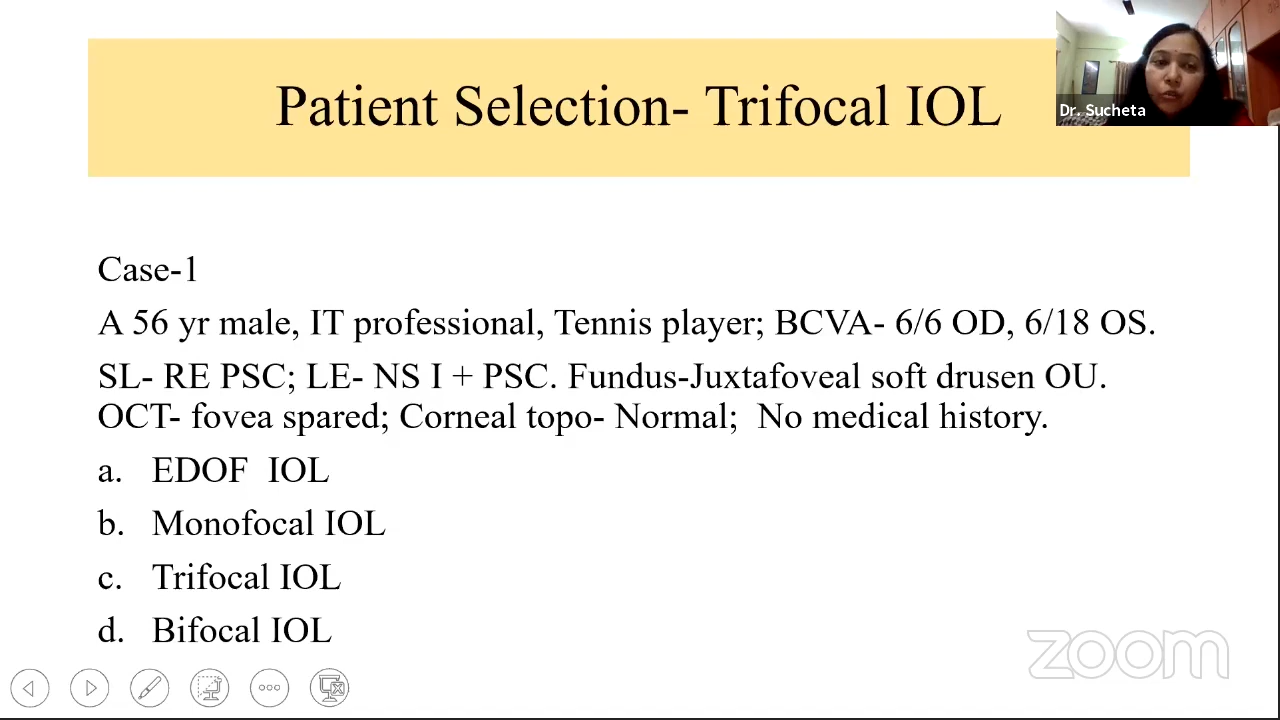 Patient Selection- Trifocal IOL
Dr. Sucheta
Case-1
A 56 yr male, IT professional, Tennis player; BCVA- 6/6 OD, 6/18 OS.
SL- RE PSC; LE- NS I + PSC. Fundus-Juxtafoveal soft drusen OU.
OCT- fovea spared; Corneal topo- Normal; No medical history.
a. EDOF IOL
b. Monofocal IOL
c. Trifocal IOL
d. Bifocal IOL
zoom